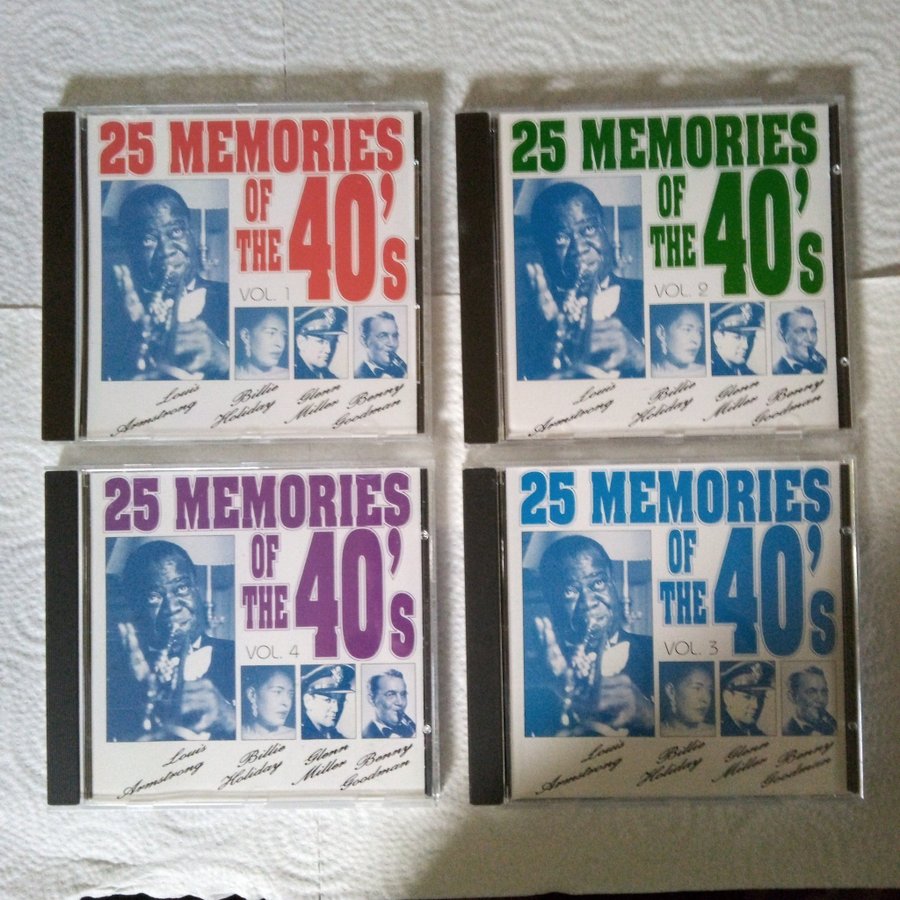 25 MEMORIES
OF
THE 40's
VOL. 1
Louis Billie Glenn Benny
Armstrong Holiday Miller Goodman
25 MEMORIES
OF
THE 40's
VOL. 2
Louis Billie Glenn Benny
Armstrong Holiday Miller Goodman
25 MEMORIES
OF
THE 40's
VOL. 4
Louis Billie Glenn Benny
Armstrong Holiday Miller Goodman
25 MEMORIES
OF
THE 40's
VOL. 3
Louis Billie Glenn Benny
Armstrong Holiday Miller Goodman